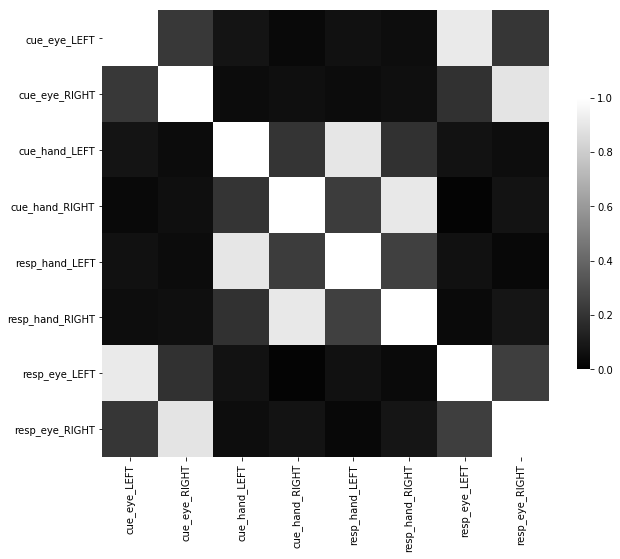 cue_eye_LEFT
cue_eye_RIGHT
cue_hand_LEFT
cue_hand_RIGHT
resp_hand_LEFT
resp_hand_RIGHT
resp_eye_LEFT
resp_eye_RIGHT
cue_eye_LEFT
cue_eye_RIGHT
cue_hand_LEFT
cue_hand_RIGHT
resp_hand_LEFT
resp_hand_RIGHT
resp_eye_LEFT
resp_eye_RIGHT
1.0
0.8
0.6
0.4
0.2
0.0